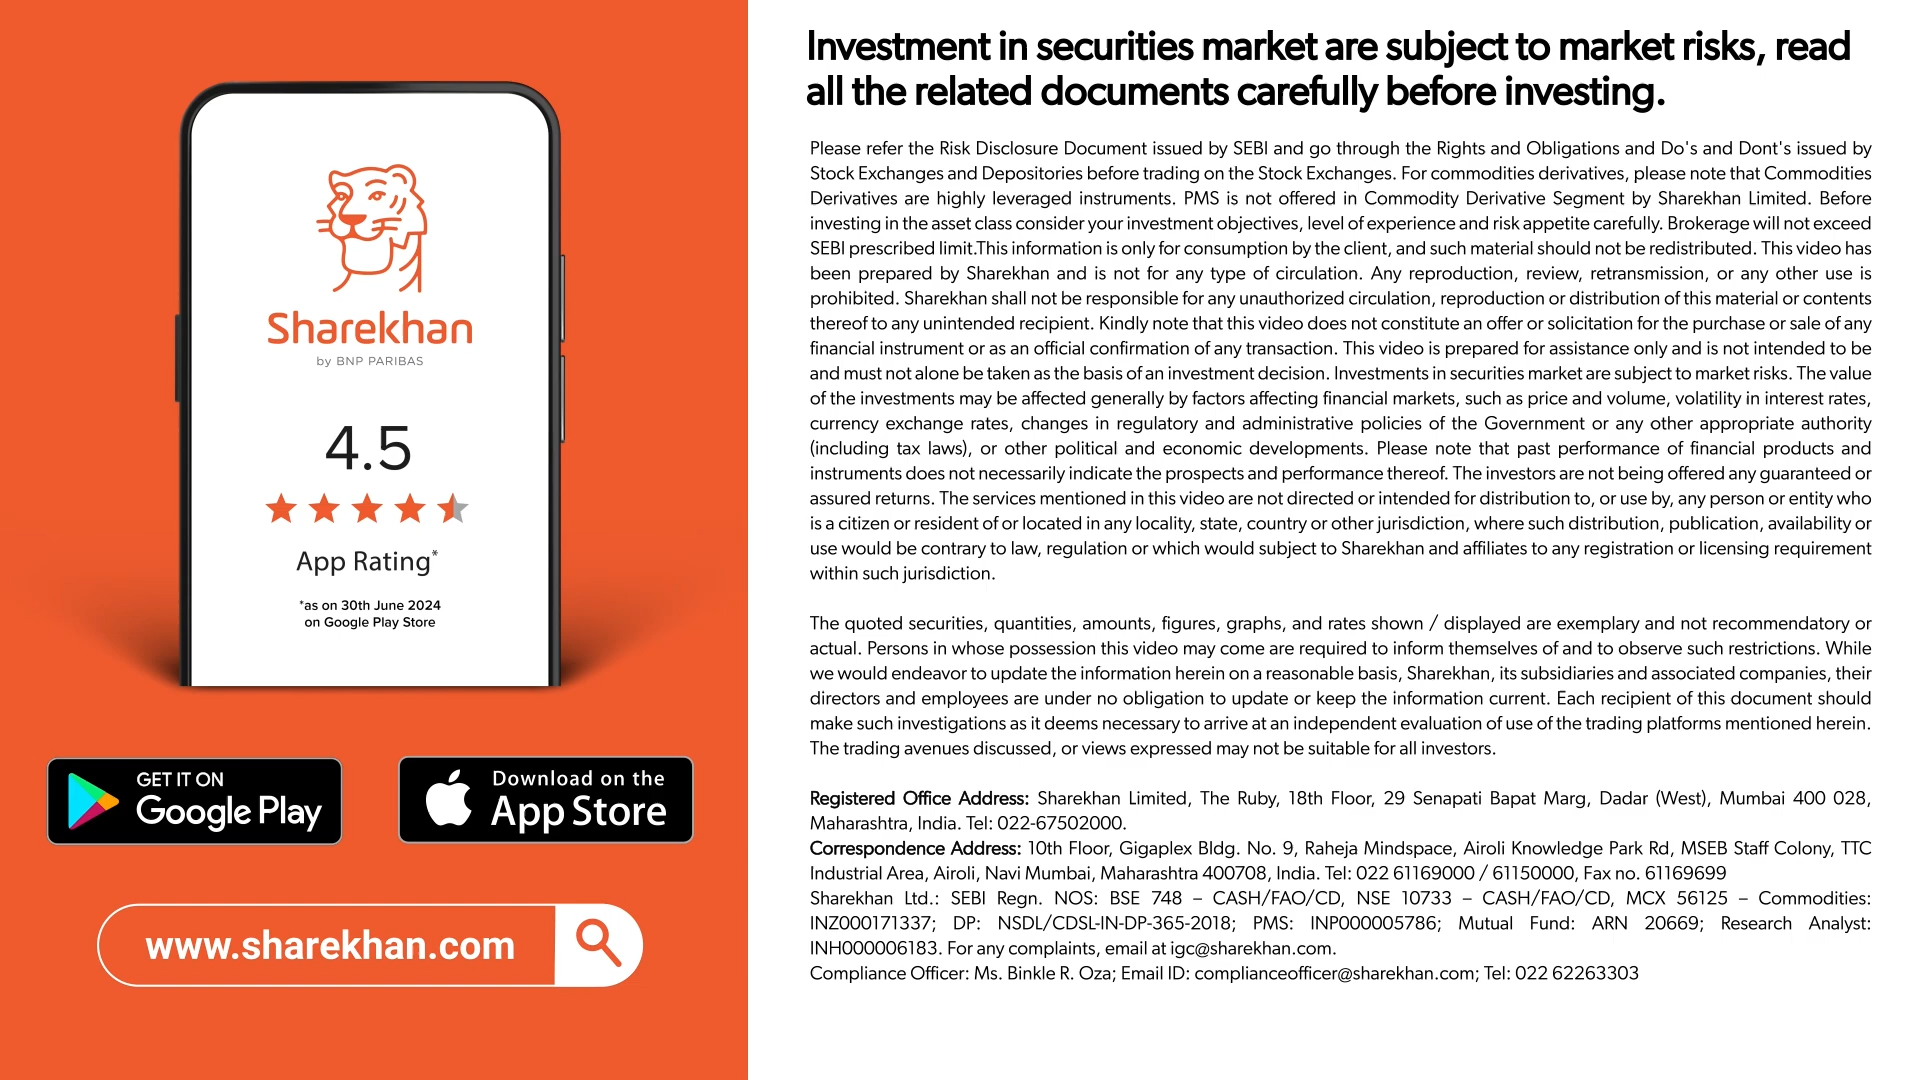 Sharekhan
by BNP PARIBAS
4.5
App Rating*
*as on 30th June 2024
on Google Play Store
GET IT ON
Google Play
Download on the
App Store
www.sharekhan.com
Investment in securities market are subject to market risks, read
all the related documents carefully before investing.
Please refer the Risk Disclosure Document issued by SEBI and go through the Rights and Obligations and Do's and Dont's issued by
Stock Exchanges and Depositories before trading on the Stock Exchanges. For commodities derivatives, please note that Commodities
Derivatives are highly leveraged instruments. PMS is not offered in Commodity Derivative Segment by Sharekhan Limited. Before
investing in the asset class consider your investment objectives, level of experience and risk appetite carefully. Brokerage will not exceed
SEBI prescribed limit.This information is only for consumption by the client, and such material should not be redistributed. This video has
been prepared by Sharekhan and is not for any type of circulation. Any reproduction, review, retransmission, or any other use is
prohibited. Sharekhan shall not be responsible for any unauthorized circulation, reproduction or distribution of this material or contents
thereof to any unintended recipient. Kindly note that this video does not constitute an offer or solicitation for the purchase or sale of any
financial instrument or as an official confirmation of any transaction. This video is prepared for assistance only and is not intended to be
and must not alone be taken as the basis of an investment decision. Investments in securities market are subject to market risks. The value
of the investments may be affected generally by factors affecting financial markets, such as price and volume, volatility in interest rates,
currency exchange rates, changes in regulatory and administrative policies of the Government or any other appropriate authority
(including tax laws), or other political and economic developments. Please note that past performance of financial products and
instruments does not necessarily indicate the prospects and performance thereof. The investors are not being offered any guaranteed or
assured returns. The services mentioned in this video are not directed or intended for distribution to, or use by, any person or entity who
is a citizen or resident of or located in any locality, state, country or other jurisdiction, where such distribution, publication, availability or
use would be contrary to law, regulation or which would subject to Sharekhan and affiliates to any registration or licensing requirement
within such jurisdiction.
The quoted securities, quantities, amounts, figures, graphs, and rates shown / displayed are exemplary and not recommendatory or
actual. Persons in whose possession this video may come are required to inform themselves of and to observe such restrictions. While
we would endeavor to update the information herein on a reasonable basis, Sharekhan, its subsidiaries and associated companies, their
directors and employees are under no obligation to update or keep the information current. Each recipient of this document should
make such investigations as it deems necessary to arrive at an independent evaluation of use of the trading platforms mentioned herein.
The trading avenues discussed, or views expressed may not be suitable for all investors.
Registered Office Address: Sharekhan Limited, The Ruby, 18th Floor, 29 Senapati Bapat Marg, Dadar (West), Mumbai 400 028,
Maharashtra, India. Tel: 022-67502000.
Correspondence Address: 10th Floor, Gigaplex Bldg. No. 9, Raheja Mindspace, Airoli Knowledge Park Rd, MSEB Staff Colony, TTC
Industrial Area, Airoli, Navi Mumbai, Maharashtra 400708, India. Tel: 022 61169000 / 61150000, Fax no. 61169699
Sharekhan Ltd.: SEBI Regn. NOS: BSE 748 – CASH/FAO/CD, NSE 10733 – CASH/FAO/CD, MCX 56125 – Commodities:
INZ000171337; DP: NSDL/CDSL-IN-DP-365-2018; PMS: INP000005786; Mutual Fund: ARN 20669; Research Analyst:
INH000006183. For any complaints, email at igc@sharekhan.com.
Compliance Officer: Ms. Binkle R. Oza; Email ID: complianceofficer@sharekhan.com; Tel: 022 62263303